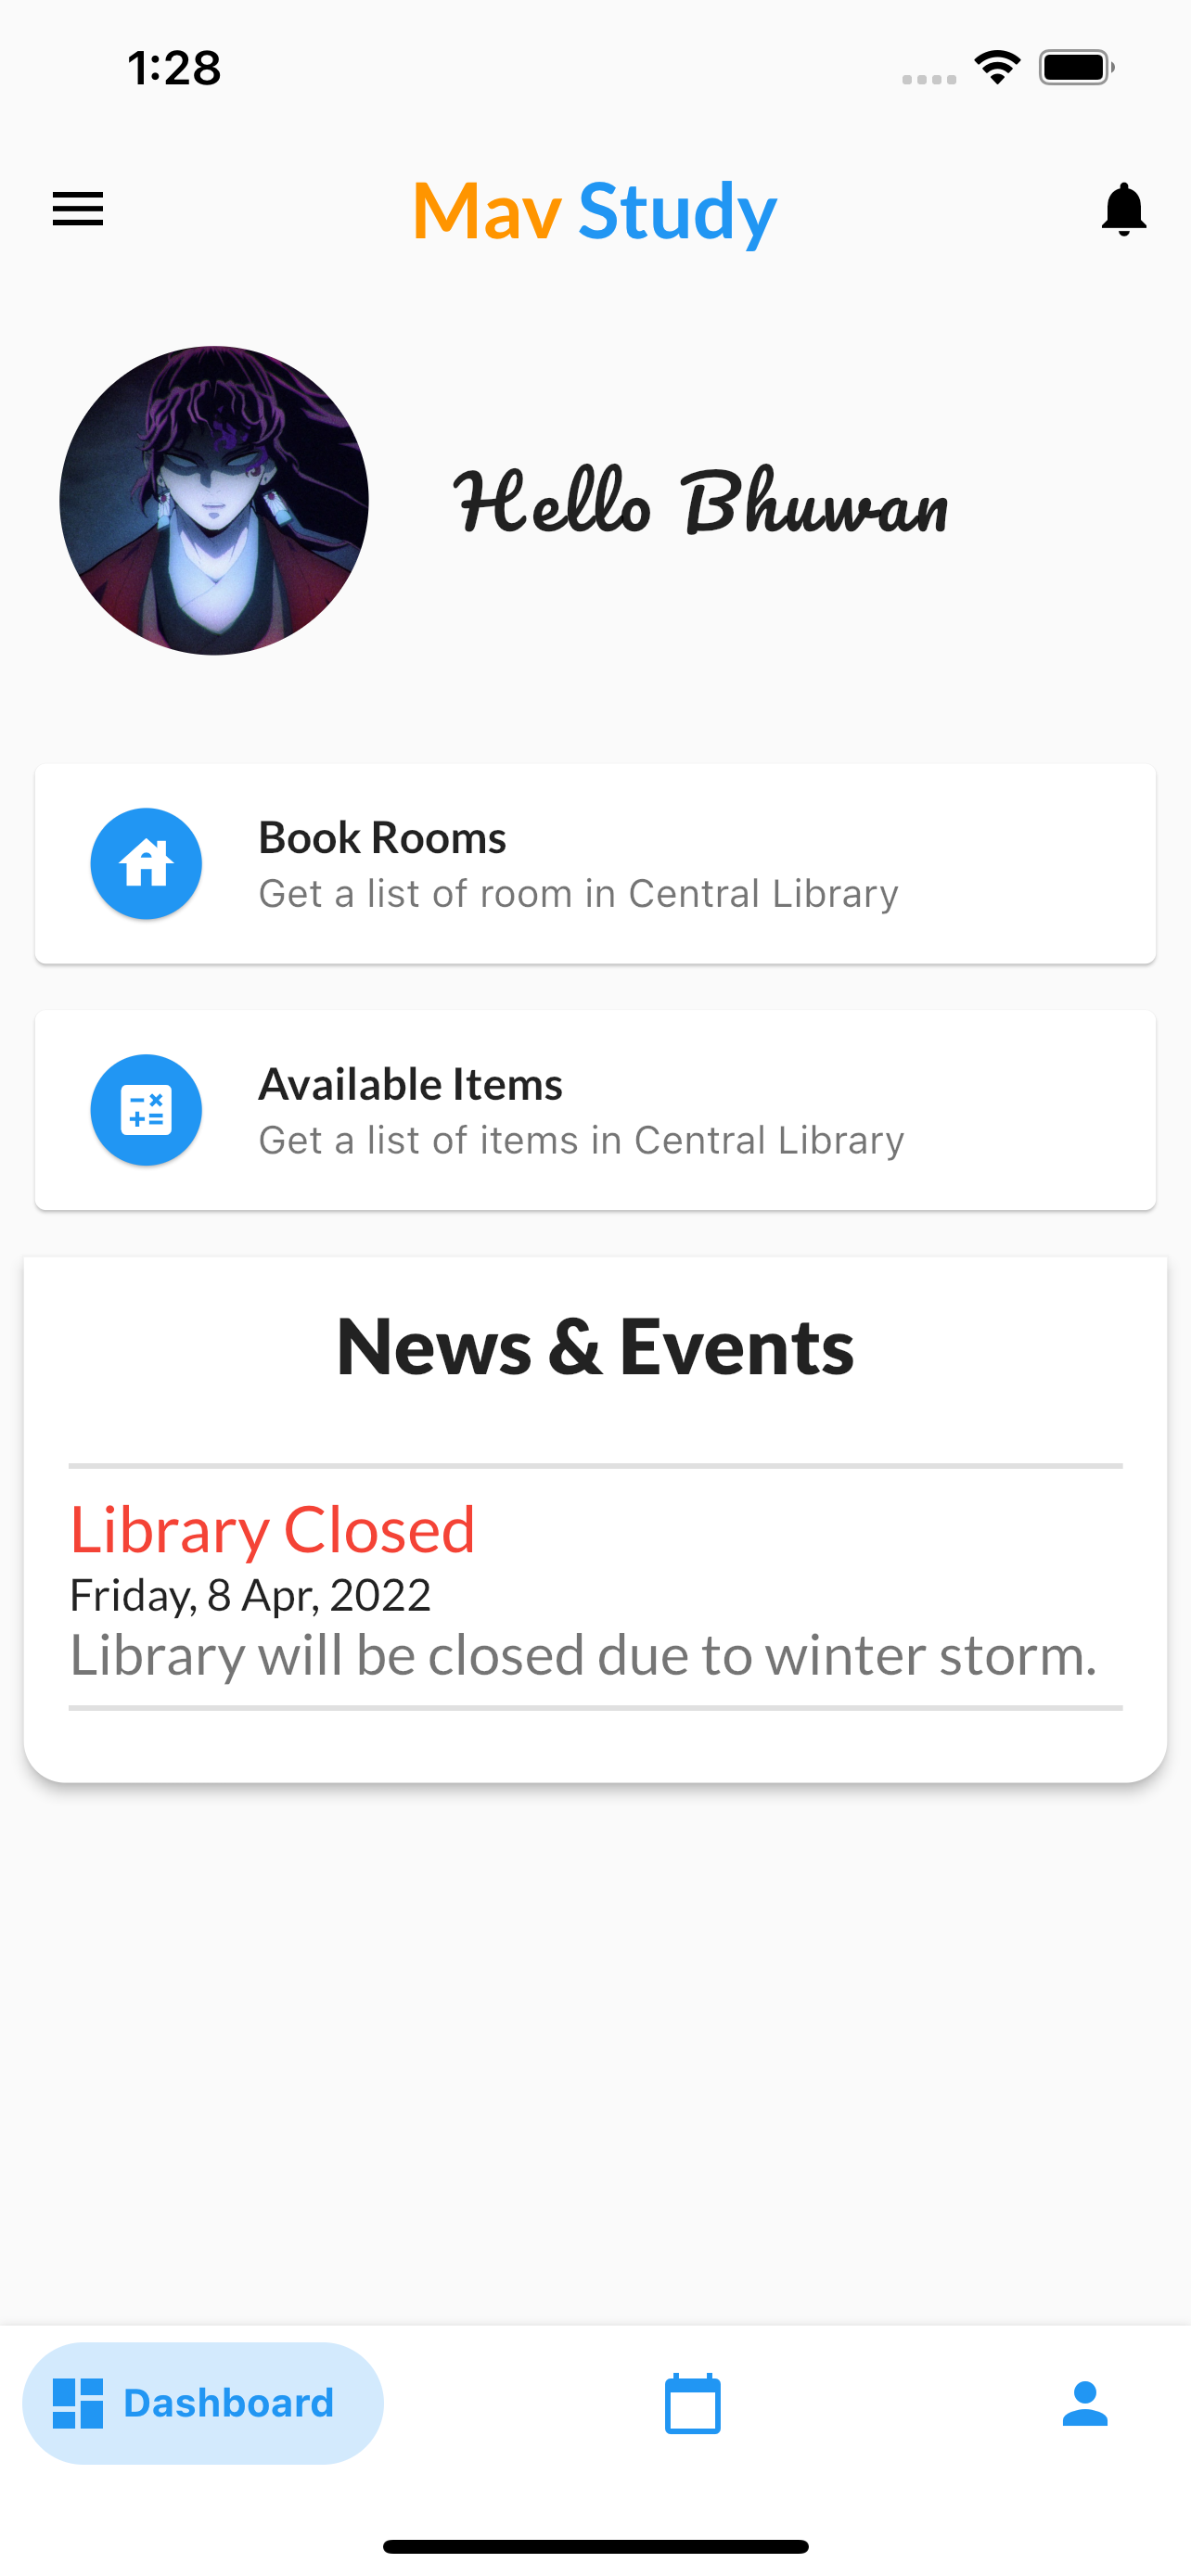 1:28
Mav Study
Hello Bhuwan
Book Rooms
Get a list of room in Central Library
Available Items
Get a list of items in Central Library
News & Events
Library Closed
Friday, 8 Apr, 2022
Library will be closed due to winter storm.
Dashboard